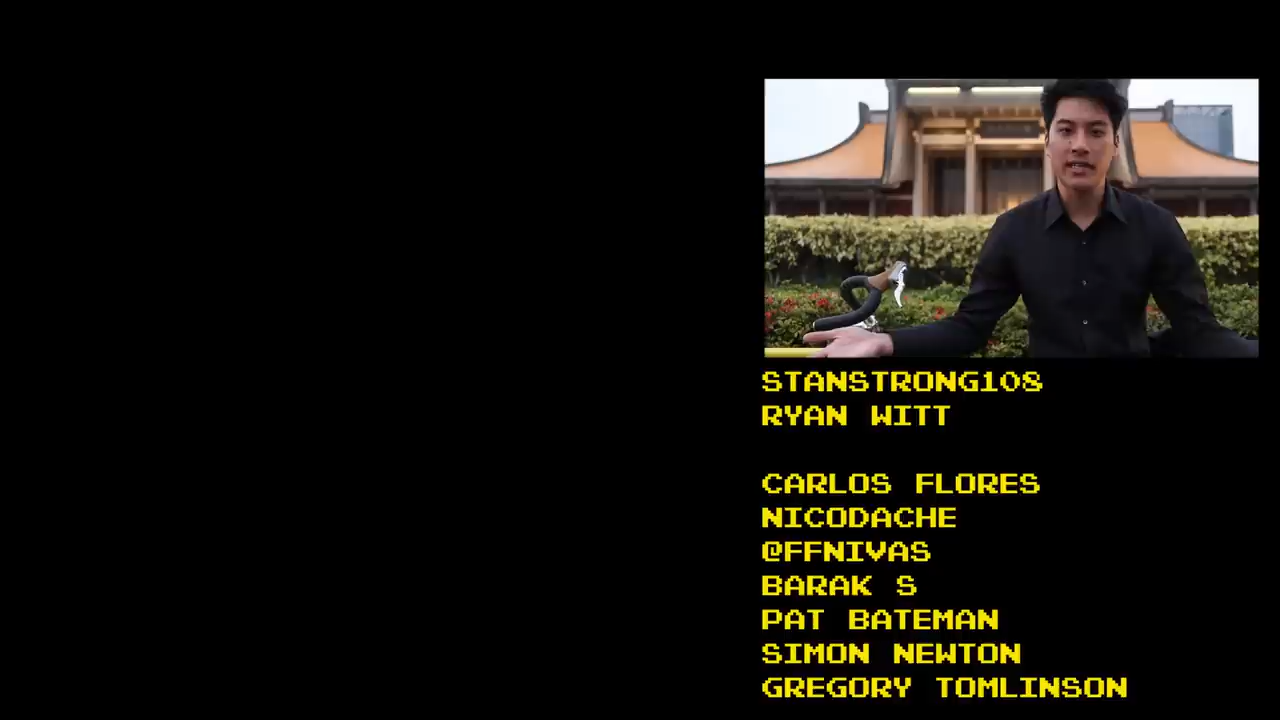 STANSTRONG108
RYAN WITT
CARLOS FLORES
NICODACHE
@FFNIVAS
BARAK S
PAT BATEMAN
SIMON NEWTON
GREGORY TOMLINSON